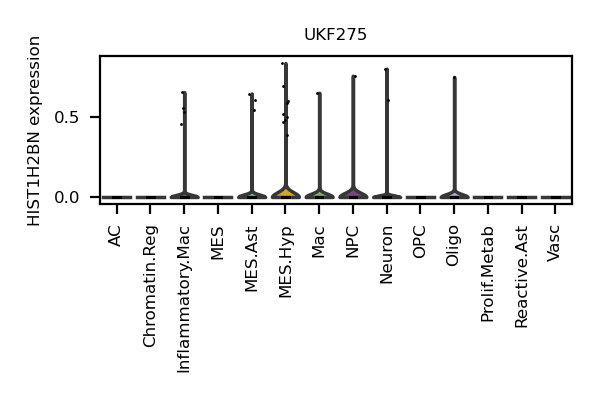 UKF275
HIST1H2BN expression
0.5
0.0
AC
Chromatin.Reg
Inflammatory.Mac
MES
MES.Ast
MES.Hyp
Mac
NPC
Neuron
OPC
Oligo
Prolif.Metab
Reactive.Ast
Vasc